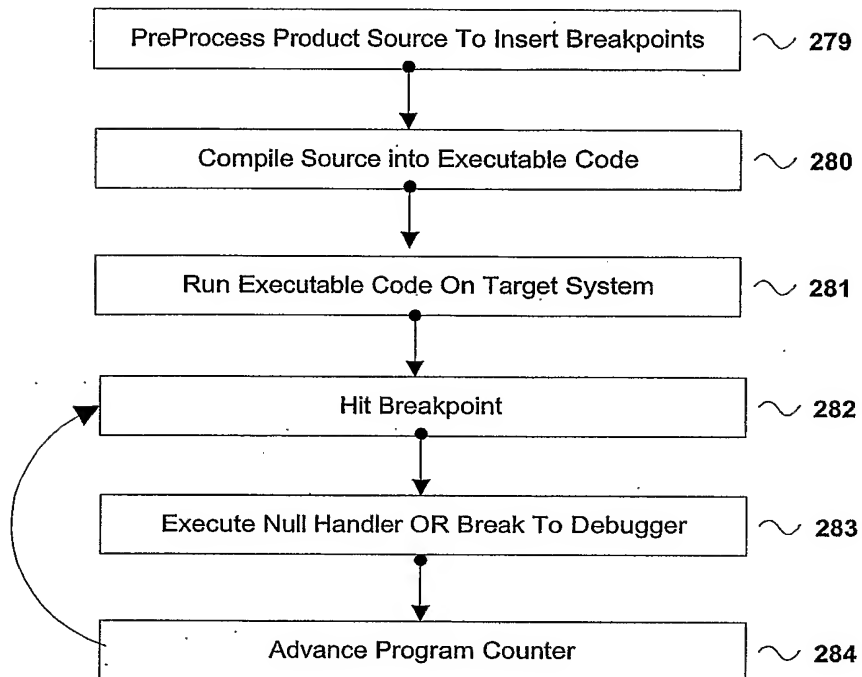 PreProcess Product Source To Insert Breakpoints 279
Compile Source into Executable Code 280
Run Executable Code On Target System 281
Hit Breakpoint 282
Execute Null Handler OR Break To Debugger 283
Advance Program Counter 284